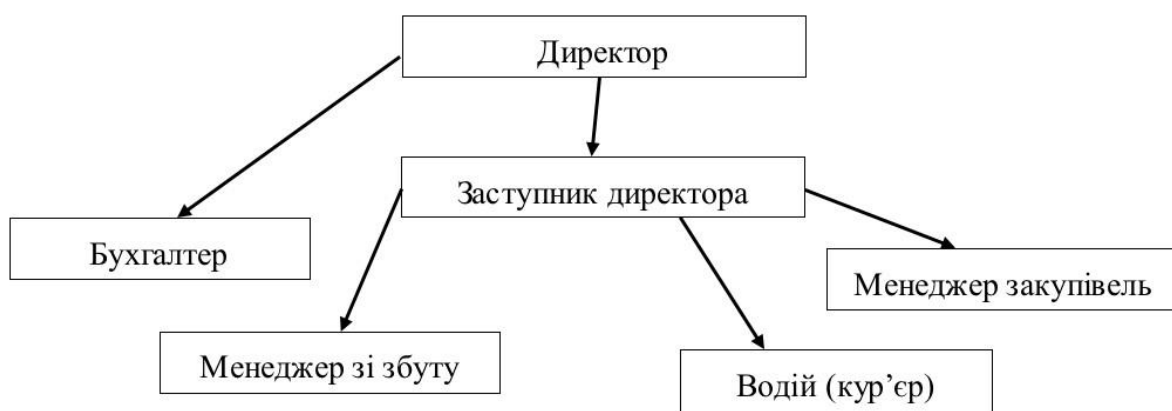 Директор
Заступник директора
Бухгалтер
Менеджер закупівель
Менеджер зі збуту
Водій (кур’єр)